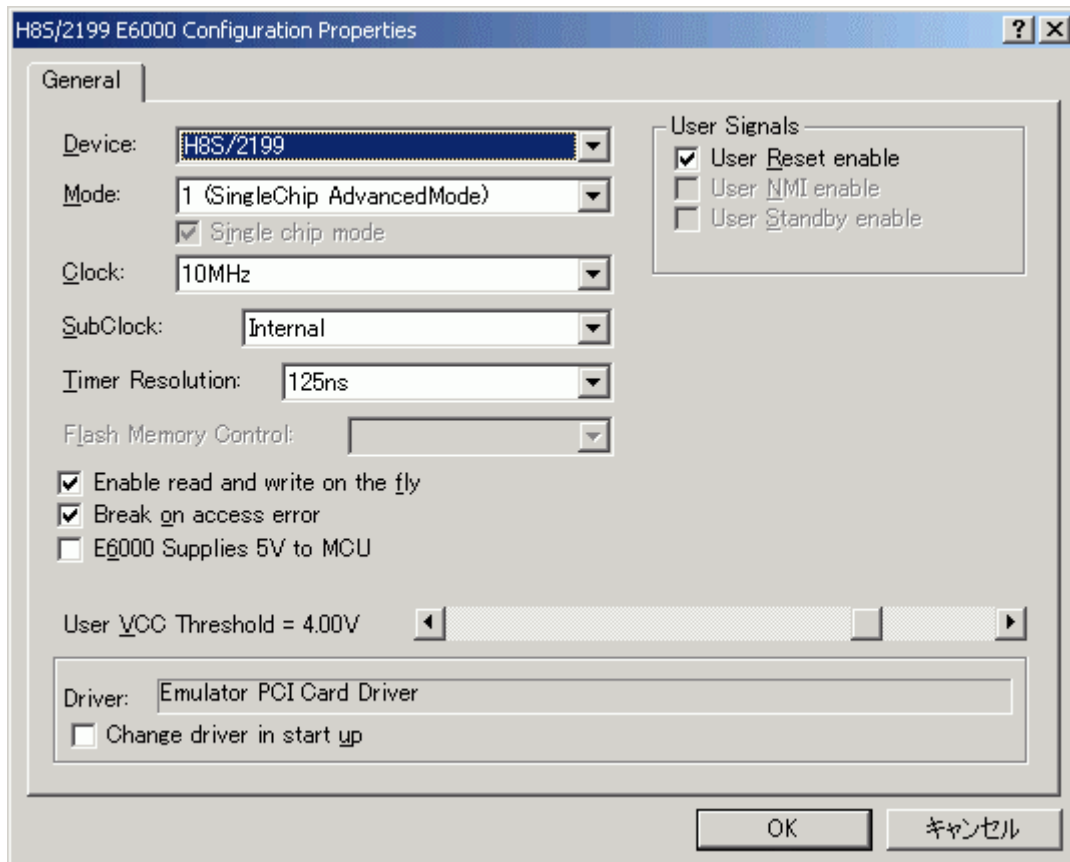 H8S/2199 E6000 Configuration Properties
General
Device: H8S/2199
Mode: 1 (SingleChip AdvancedMode)
Single chip mode
Clock: 10MHz
SubClock: Internal
Timer Resolution: 125ns
Flash Memory Control:
Enable read and write on the fly
Break on access error
E6000 Supplies 5V to MCU
User Signals
User Reset enable
User NMI enable
User Standby enable
User VCC Threshold = 4.00V
Driver: Emulator PCI Card Driver
Change driver in start up
OK
キャンセル